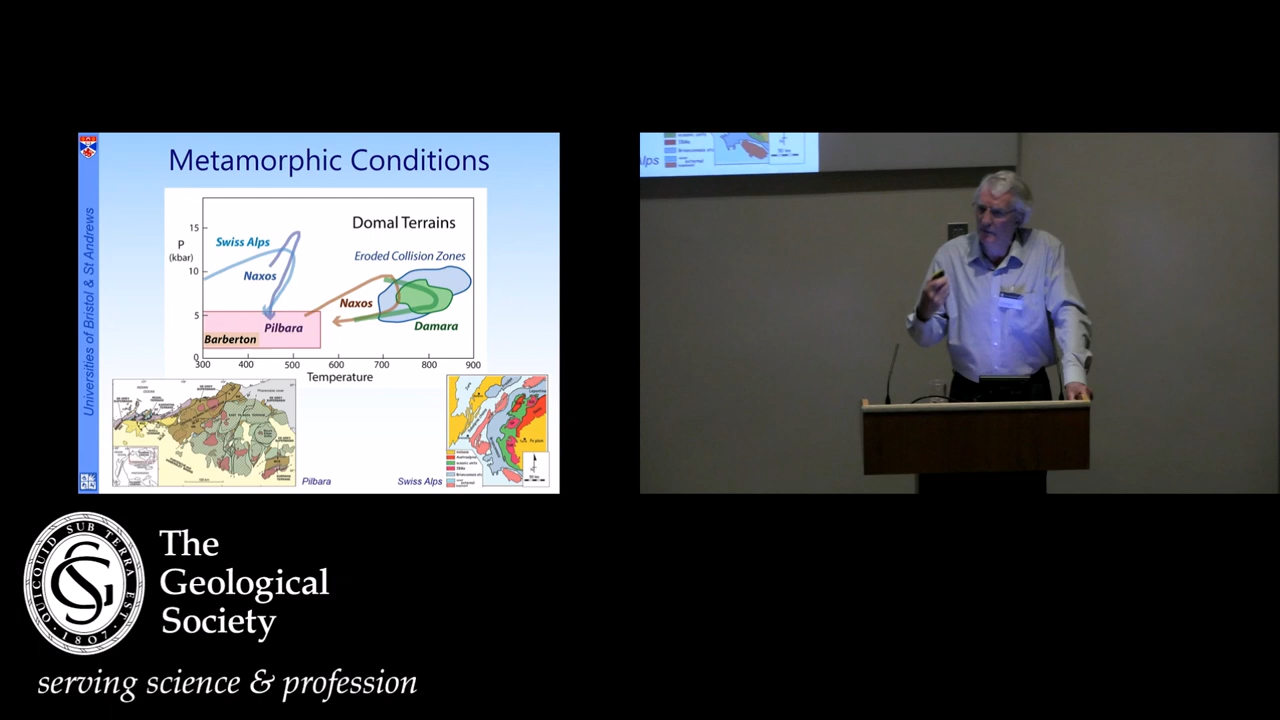 Metamorphic Conditions
Universities of Bristol & St Andrews
Domal Terrains
15
P
(kbar)
10
5
0
Swiss Alps
Naxos
Eroded Collision Zones
Naxos
Damara
Pilbara
Barberton
300 400 500 600 700 800 900
Temperature
Pilbara
Swiss Alps
Alps
The
Geological
Society
QUICQUID SUB TERRA EST
1807
serving science & profession